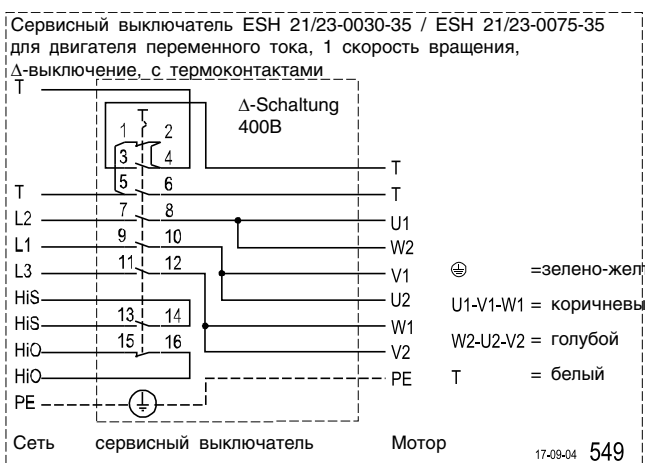 Сервисный выключатель ESH 21/23-0030-35 / ESH 21/23-0075-35
для двигателя переменного тока, 1 скорость вращения,
Δ-выключение, с термоконтактами
T
Δ-Schaltung
400В
T
1 2
3 4
T
T 5 6 T
L2 7 8 U1
W2
L1 9 10
L3 11 12 V1
HiS U2
HiS 13 14 W1
HiO 15 16 V2
HiO PE
PE
=зелено-желт
U1-V1-W1 = коричневы
W2-U2-V2 = голубой
T = белый
Сеть сервисный выключатель Мотор
17-09-04 549